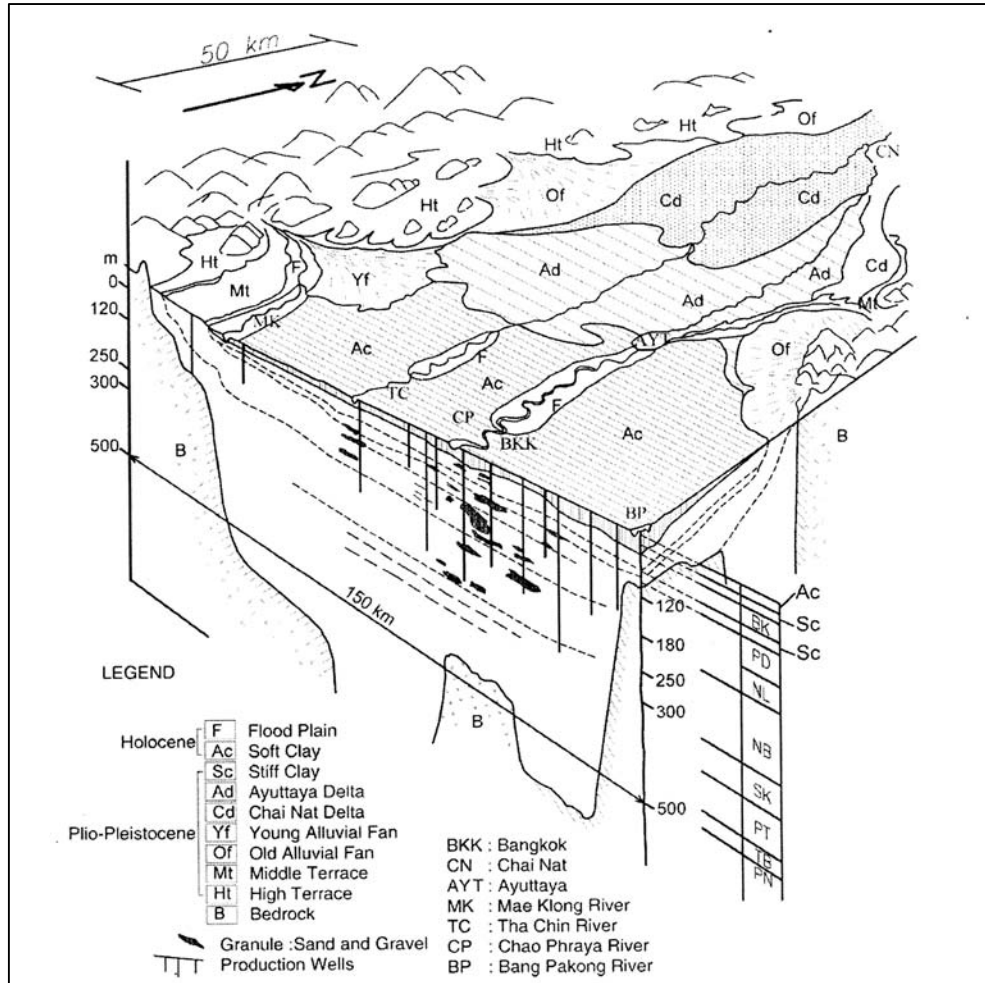 50 km
N
Of
Ht
Ht
CN
Of
Cd
Cd
Ht
Ht
F
Yf
Ad
Ad
Ad
Cd
Mt
Mt
MK
Ac
F
AYT
Of
TC
Ac
F
CP
BKK
Ac
B
BP
m
0
120
250
300
500
B
150 km
B
120
180
250
300
500
Ac
Sc
Sc
BK
PD
NL
NB
SK
PT
TB
PN
LEGEND
Holocene
F Flood Plain
Ac Soft Clay
Plio-Pleistocene
Sc Stiff Clay
Ad Ayuttaya Delta
Cd Chai Nat Delta
Yf Young Alluvial Fan
Of Old Alluvial Fan
Mt Middle Terrace
Ht High Terrace
B Bedrock
Granule :Sand and Gravel
Production Wells
BKK : Bangkok
CN : Chai Nat
AYT : Ayuttaya
MK : Mae Klong River
TC : Tha Chin River
CP : Chao Phraya River
BP : Bang Pakong River